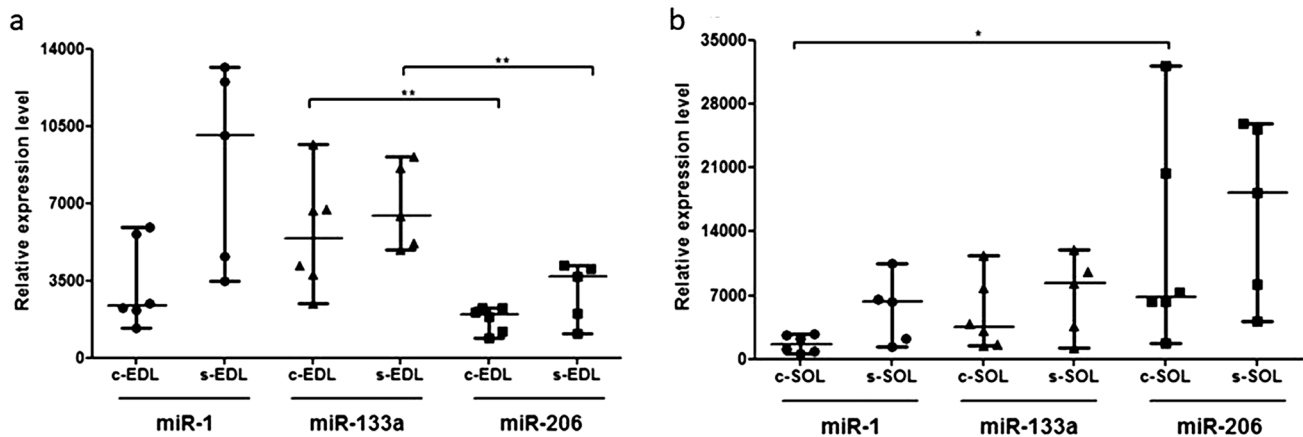 a
Relative expression level
14000
10500
7000
3500
0
**
**
c-EDL s-EDL c-EDL s-EDL c-EDL s-EDL
miR-1 miR-133a miR-206
b
Relative expression level
35000
28000
21000
14000
7000
0
*
c-SOL s-SOL c-SOL s-SOL c-SOL s-SOL
miR-1 miR-133a miR-206